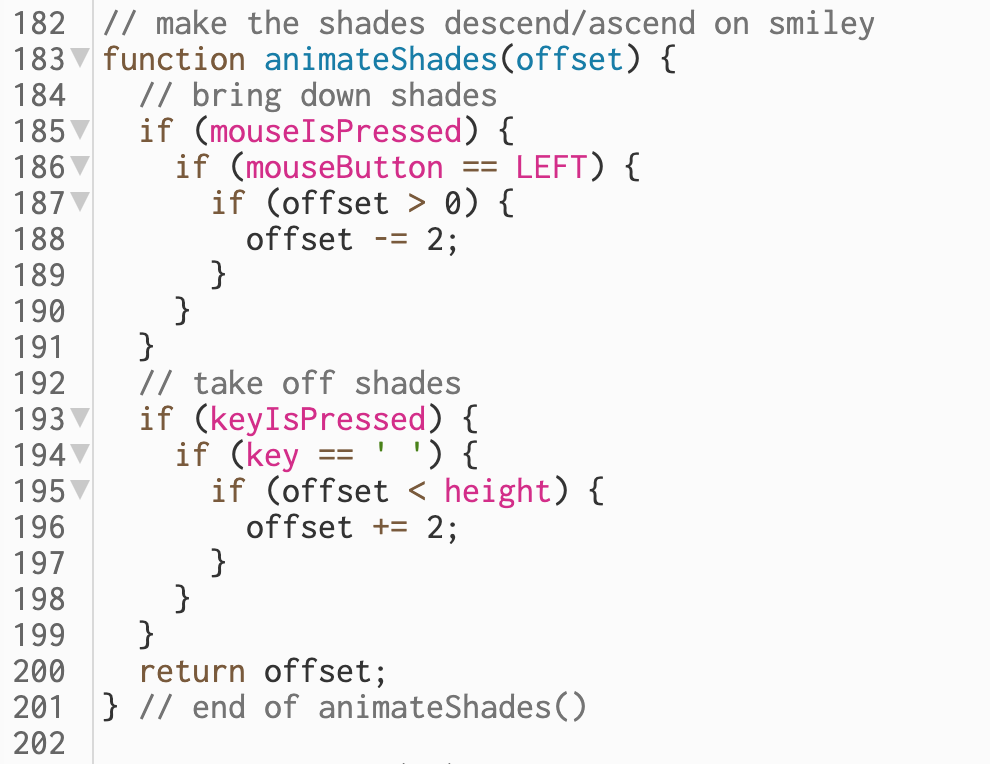 182 // make the shades descend/ascend on smiley
183 function animateShades(offset) {
184   // bring down shades
185   if (mouseIsPressed) {
186     if (mouseButton == LEFT) {
187       if (offset > 0) {
188         offset -= 2;
189       }
190     }
191   }
192   // take off shades
193   if (keyIsPressed) {
194     if (key == ' ') {
195       if (offset < height) {
196         offset += 2;
197       }
198     }
199   }
200   return offset;
201 } // end of animateShades()
202